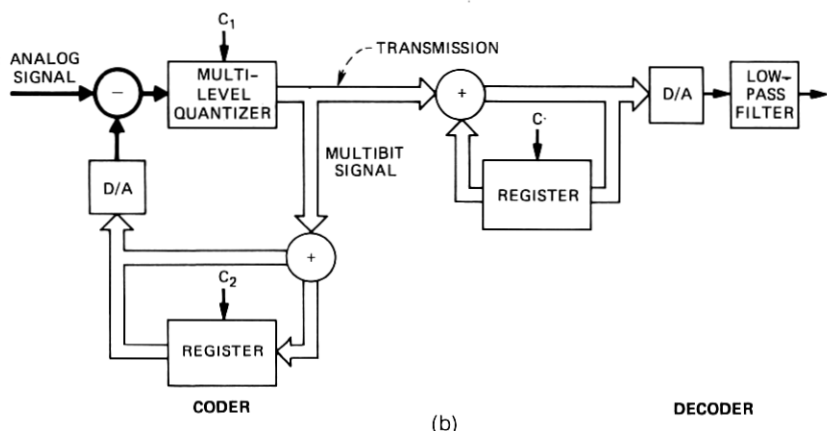 ANALOG
SIGNAL
−
C1
MULTI-
LEVEL
QUANTIZER
TRANSMISSION
MULTIBIT
SIGNAL
D/A
+
C2
REGISTER
CODER
+
C
REGISTER
D/A
LOW-
PASS
FILTER
DECODER
(b)